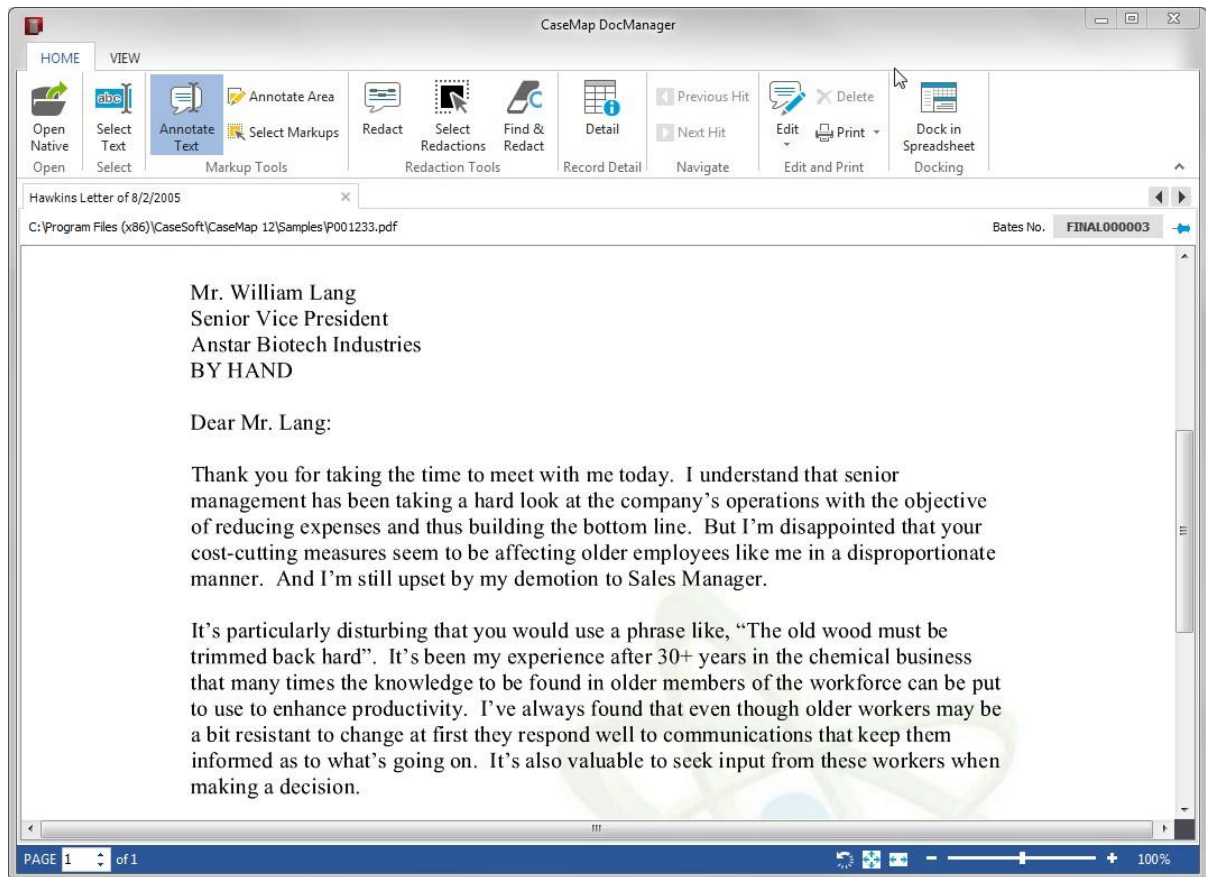 CaseMap DocManager
HOME VIEW
Open Native
Select Text
Annotate Text
Annotate Area
Select Markups
Redact
Select Redactions
Find & Redact
Detail
Previous Hit
Next Hit
Edit
Delete
Print
Dock in Spreadsheet
Open Select Markup Tools Redaction Tools Record Detail Navigate Edit and Print Docking
Hawkins Letter of 8/2/2005
C:\Program Files (x86)\CaseSoft\CaseMap 12\Samples\P001233.pdf Bates No. FINAL000003
Mr. William Lang
Senior Vice President
Anstar Biotech Industries
BY HAND
Dear Mr. Lang:
Thank you for taking the time to meet with me today. I understand that senior
management has been taking a hard look at the company's operations with the objective
of reducing expenses and thus building the bottom line. But I'm disappointed that your
cost-cutting measures seem to be affecting older employees like me in a disproportionate
manner. And I'm still upset by my demotion to Sales Manager.
It's particularly disturbing that you would use a phrase like, “The old wood must be
trimmed back hard”. It's been my experience after 30+ years in the chemical business
that many times the knowledge to be found in older members of the workforce can be put
to use to enhance productivity. I've always found that even though older workers may be
a bit resistant to change at first they respond well to communications that keep them
informed as to what's going on. It's also valuable to seek input from these workers when
making a decision.
PAGE 1 of 1 100%